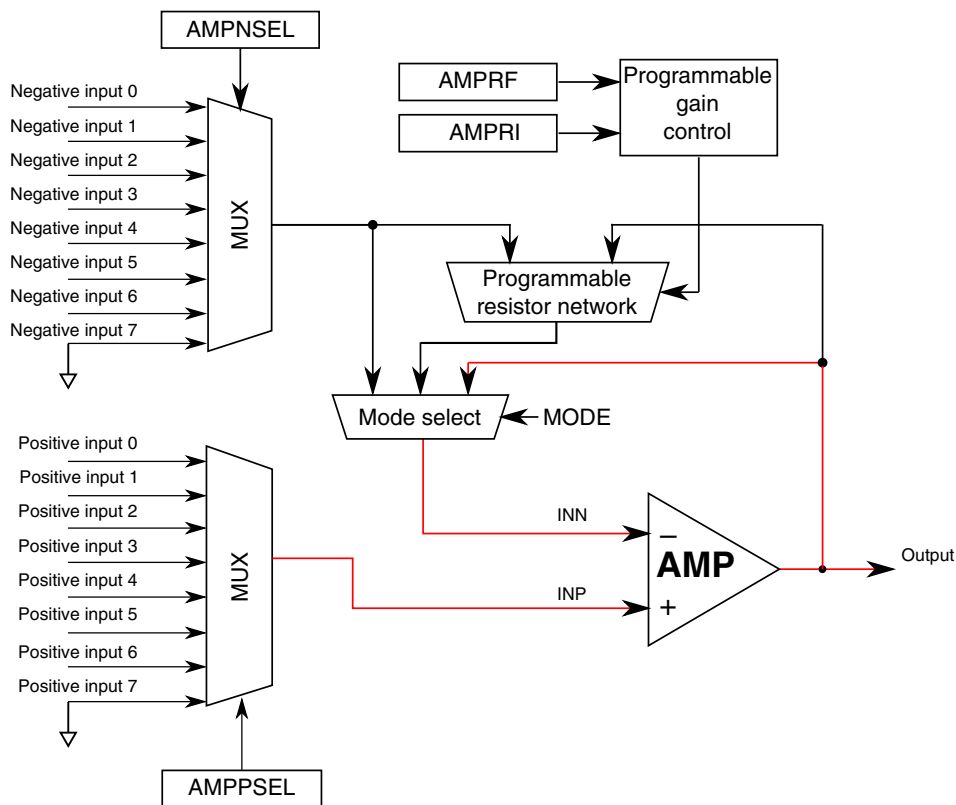 AMPNSEL
Negative input 0
Negative input 1
Negative input 2
Negative input 3
Negative input 4
Negative input 5
Negative input 6
Negative input 7
MUX
AMPRF
AMPRI
Programmable
gain
control
Programmable
resistor network
Mode select
MODE
Positive input 0
Positive input 1
Positive input 2
Positive input 3
Positive input 4
Positive input 5
Positive input 6
Positive input 7
MUX
INN
INP
−
AMP
+
Output
AMPPSEL